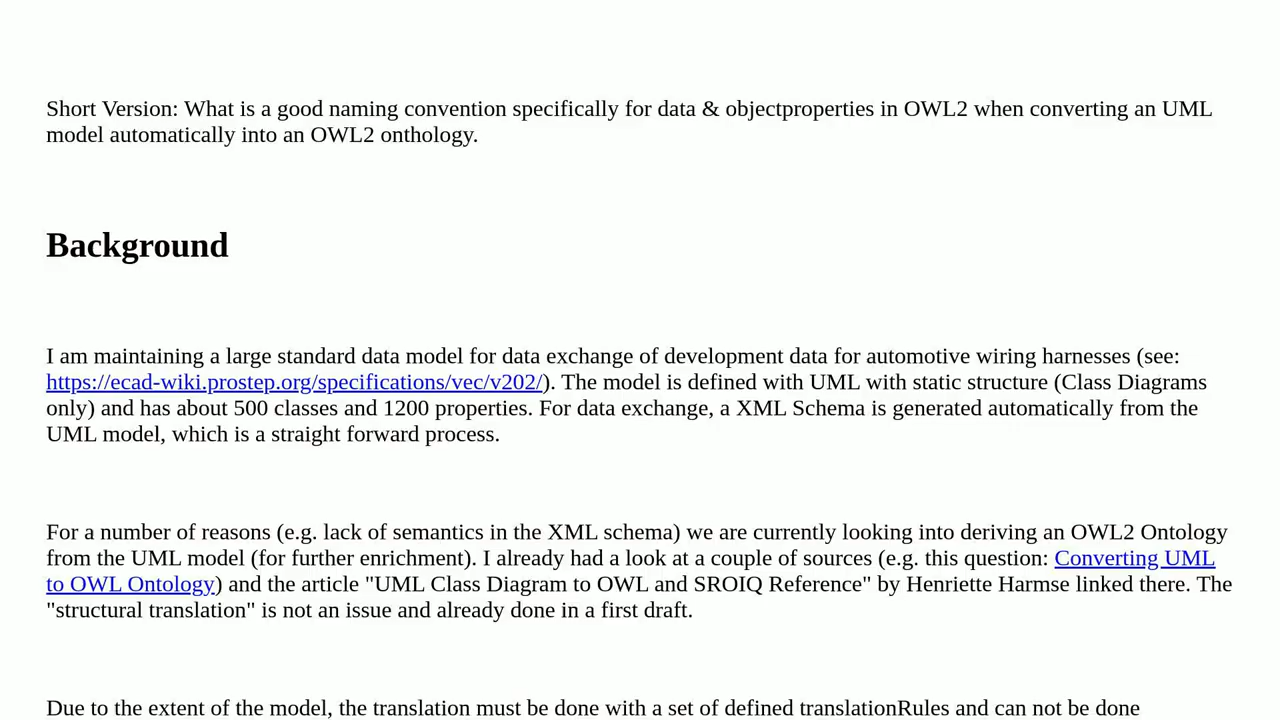 Short Version: What is a good naming convention specifically for data & objectproperties in OWL2 when converting an UML
model automatically into an OWL2 onthology.
Background
I am maintaining a large standard data model for data exchange of development data for automotive wiring harnesses (see:
https://ecad-wiki.prostep.org/specifications/vec/v202/). The model is defined with UML with static structure (Class Diagrams
only) and has about 500 classes and 1200 properties. For data exchange, a XML Schema is generated automatically from the
UML model, which is a straight forward process.
For a number of reasons (e.g. lack of semantics in the XML schema) we are currently looking into deriving an OWL2 Ontology
from the UML model (for further enrichment). I already had a look at a couple of sources (e.g. this question: Converting UML
to OWL Ontology) and the article "UML Class Diagram to OWL and SROIQ Reference" by Henriette Harmse linked there. The
"structural translation" is not an issue and already done in a first draft.
Due to the extent of the model, the translation must be done with a set of defined translationRules and can not be done